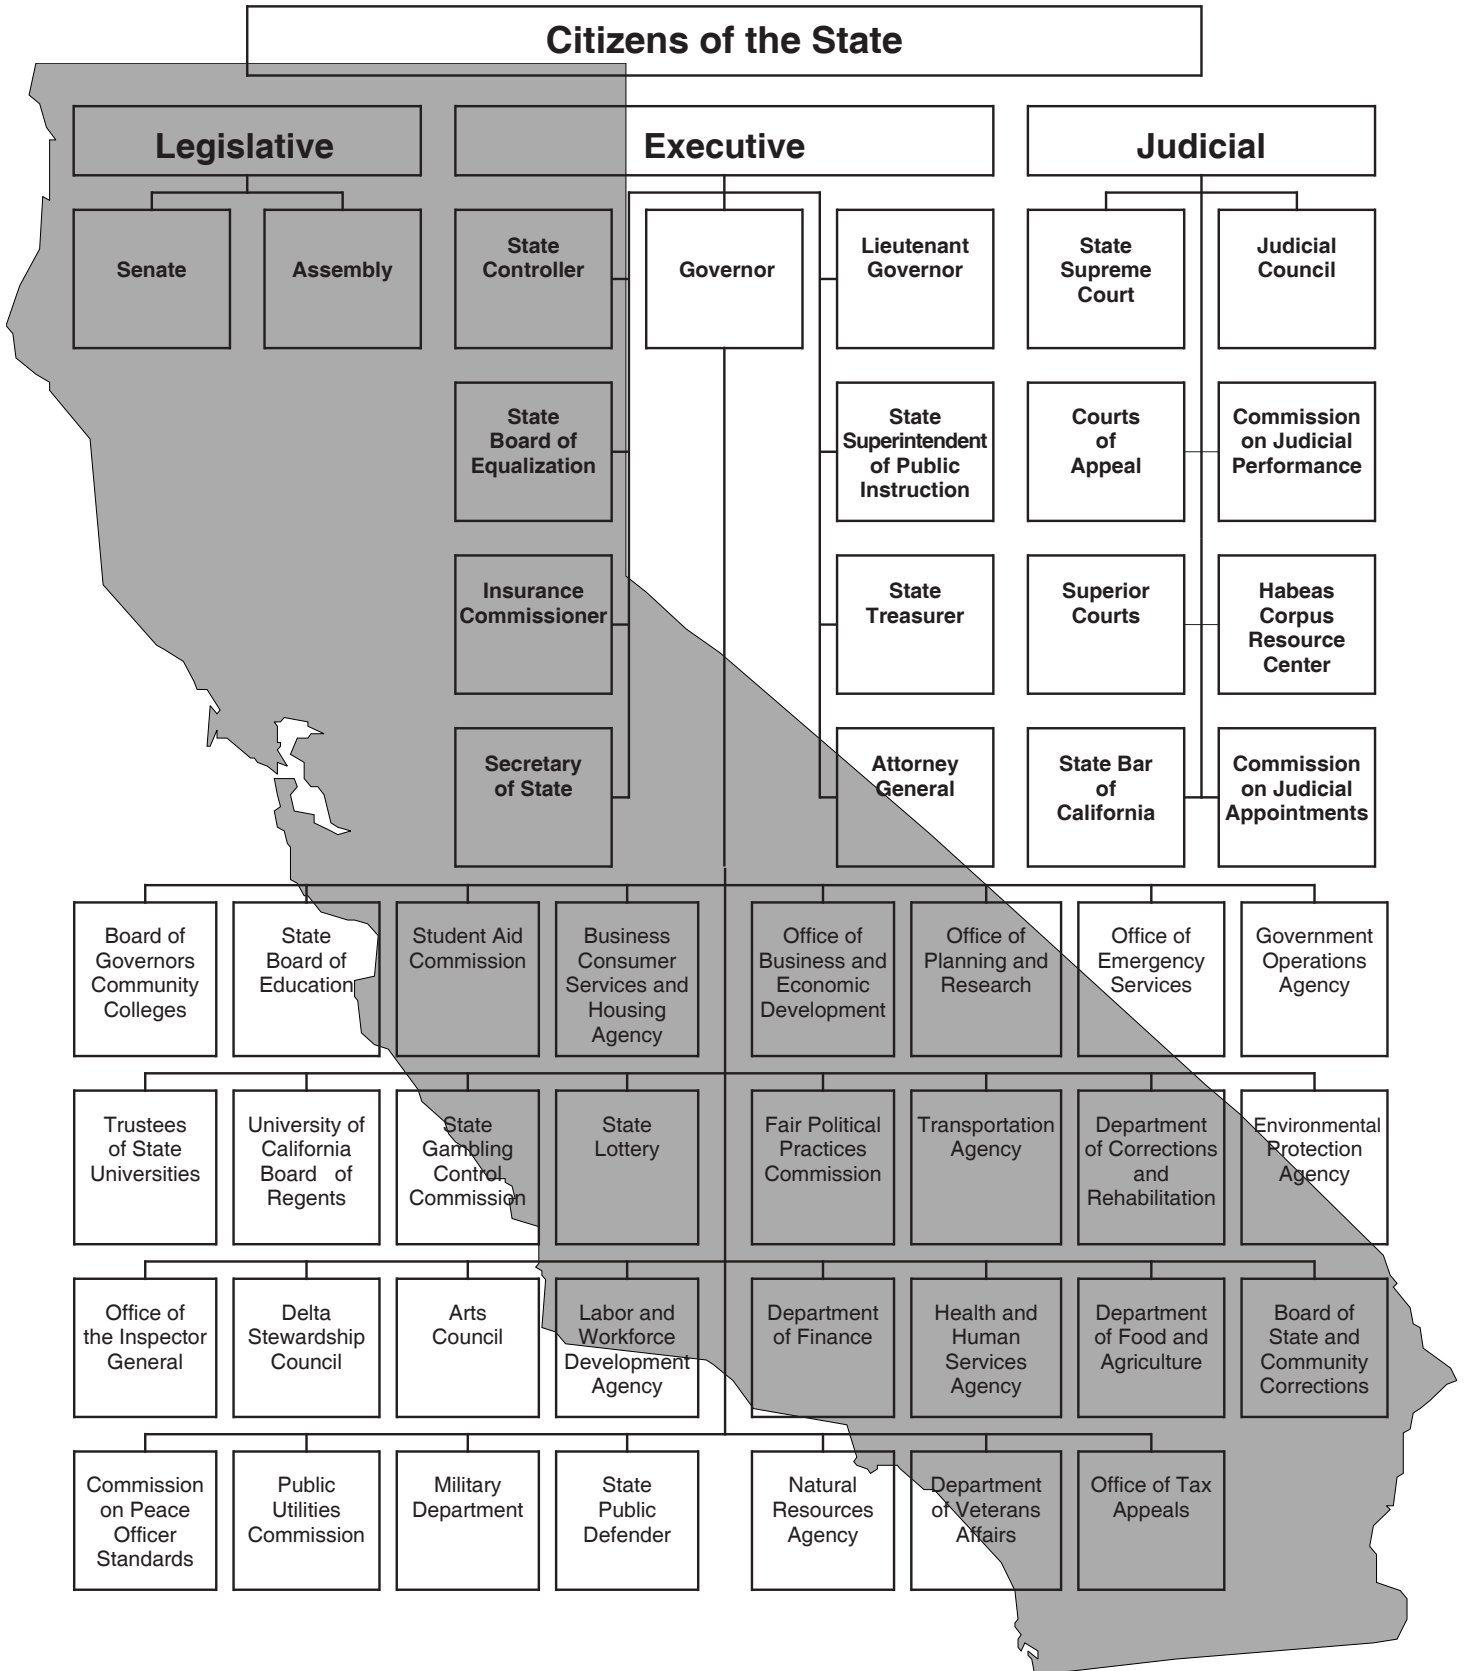 Citizens of the State
Legislative
Executive
Judicial
Senate
Assembly
State
Controller
Governor
Lieutenant
Governor
State
Supreme
Court
Judicial
Council
State
Board of
Equalization
State
Superintendent
of Public
Instruction
Courts
of
Appeal
Commission
on Judicial
Performance
Insurance
Commissioner
State
Treasurer
Superior
Courts
Habeas
Corpus
Resource
Center
Secretary
of State
Attorney
General
State Bar
of
California
Commission
on Judicial
Appointments
Board of
Governors
Community
Colleges
State
Board of
Education
Student Aid
Commission
Business
Consumer
Services and
Housing
Agency
Office of
Business and
Economic
Development
Office of
Planning and
Research
Office of
Emergency
Services
Government
Operations
Agency
Trustees
of State
Universities
University of
California
Board of
Regents
State
Gambling
Control
Commission
State
Lottery
Fair Political
Practices
Commission
Transportation
Agency
Department
of Corrections
and
Rehabilitation
Environmental
Protection
Agency
Office of
the Inspector
General
Delta
Stewardship
Council
Arts
Council
Labor and
Workforce
Development
Agency
Department
of Finance
Health and
Human
Services
Agency
Department
of Food and
Agriculture
Board of
State and
Community
Corrections
Commission
on Peace
Officer
Standards
Public
Utilities
Commission
Military
Department
State
Public
Defender
Natural
Resources
Agency
Department
of Veterans
Affairs
Office of Tax
Appeals